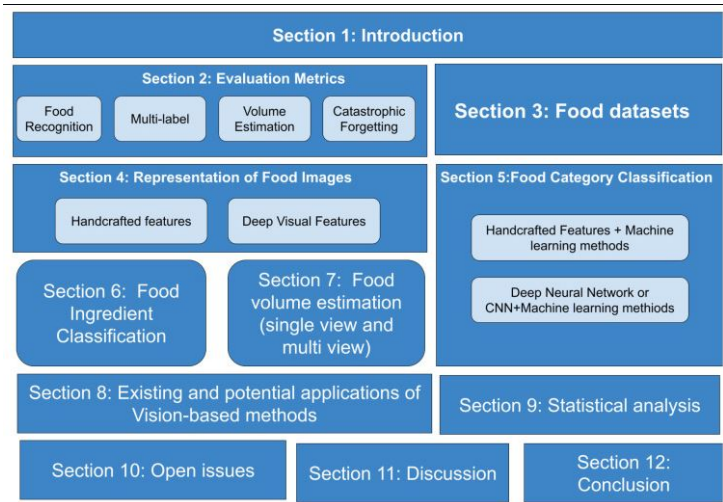 Section 1: Introduction
Section 2: Evaluation Metrics
Food
Recognition
Multi-label
Volume
Estimation
Catastrophic
Forgetting
Section 3: Food datasets
Section 4: Representation of Food Images
Handcrafted features
Deep Visual Features
Section 5:Food Category Classification
Handcrafted Features + Machine
learning methods
Deep Neural Network or
CNN+Machine learning methiods
Section 6: Food
Ingredient
Classification
Section 7: Food
volume estimation
(single view and
multi view)
Section 8: Existing and potential applications of
Vision-based methods
Section 9: Statistical analysis
Section 10: Open issues
Section 11: Discussion
Section 12:
Conclusion